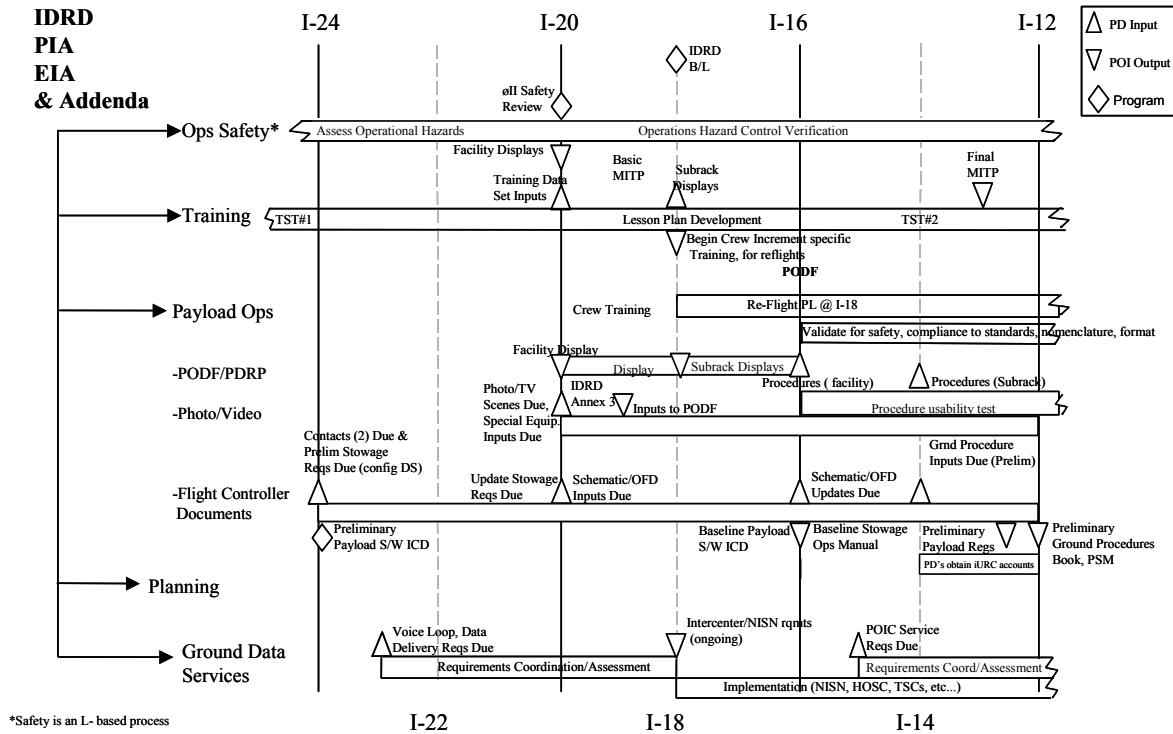 IDRD
PIA
EIA
& Addenda
I-24
I-20
I-16
I-12
PD Input
POI Output
Program
IDRD
B/L
øII Safety
Review
Ops Safety*
Assess Operational Hazards
Operations Hazard Control Verification
Facility Displays
Basic
MITP
Subrack
Displays
Final
MITP
Training Data
Set Inputs
Training
TST#1
Lesson Plan Development
TST#2
Begin Crew Increment specific
Training, for reflights
PODF
Payload Ops
Crew Training
Re-Flight PL @ I-18
Validate for safety, compliance to standards, nomenclature, format
Facility Display
-PODF/PDRP
Display
Subrack Displays
Procedures ( facility)
Procedures (Subrack)
-Photo/Video
Photo/TV
Scenes Due,
Special Equip.
Inputs Due
IDRD
Annex 3
Inputs to PODF
Procedure usability test
Contacts (2) Due &
Prelim Stowage
Reqs Due (config DS)
Grnd Procedure
Inputs Due (Prelim)
-Flight Controller
Documents
Update Stowage
Reqs Due
Schematic/OFD
Inputs Due
Schematic/OFD
Updates Due
Preliminary
Payload S/W ICD
Baseline Payload
S/W ICD
Baseline Stowage
Ops Manual
Preliminary
Payload Regs
Preliminary
Ground Procedures
Book, PSM
PD's obtain iURC accounts
Planning
Ground Data
Services
Voice Loop, Data
Delivery Reqs Due
Intercenter/NISN rqmts
(ongoing)
POIC Service
Reqs Due
Requirements Coordination/Assessment
Requirements Coord/Assessment
Implementation (NISN, HOSC, TSCs, etc...)
*Safety is an L- based process
I-22
I-18
I-14